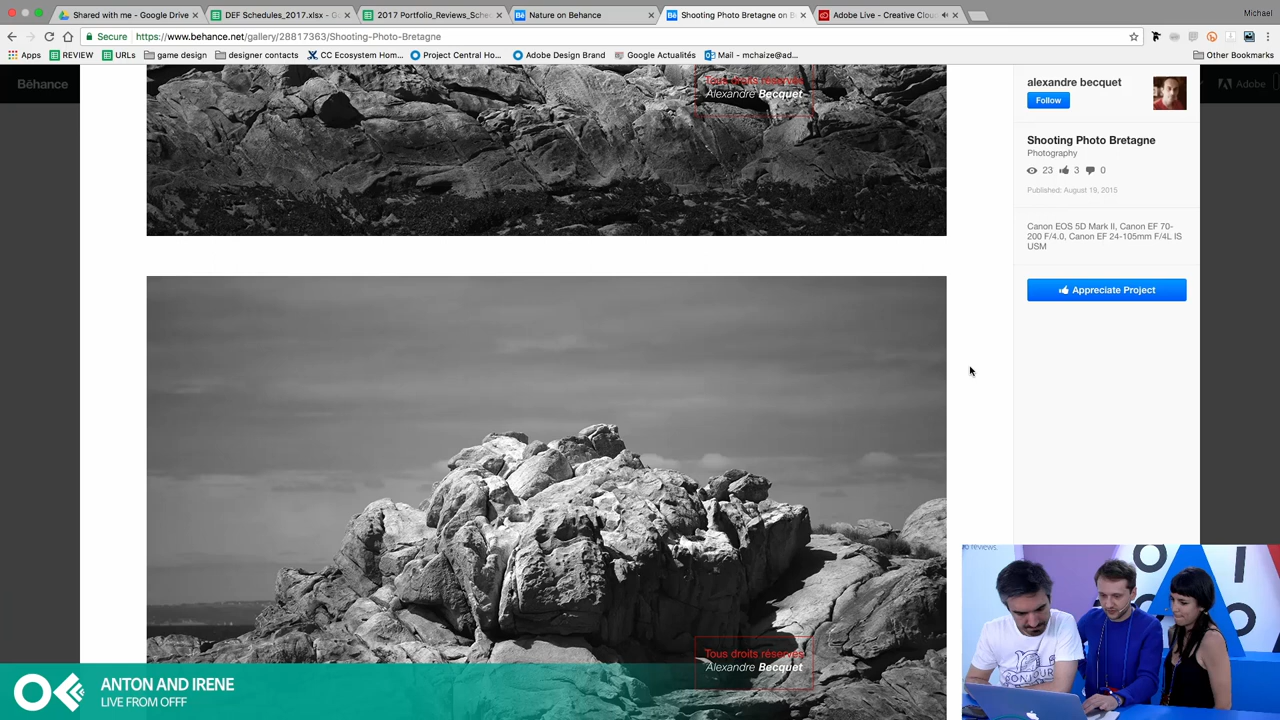 Shared with me - Google Drive
DEF Schedules_2017.xlsx - G
2017 Portfolio_Reviews_Sche
Nature on Behance
Shooting Photo Bretagne on B
Adobe Live - Creative Clou
Michael
Secure
https://www.behance.net/gallery/28817363/Shooting-Photo-Bretagne
Apps
REVIEW
URLs
game design
designer contacts
CC Ecosystem Hom...
Project Central Ho...
Adobe Design Brand
Google Actualités
Mail - mchaize@ad...
Other Bookmarks
Bēhance
Adobe
Tous droits réservés
Alexandre Becquet
alexandre becquet
Follow
Shooting Photo Bretagne
Photography
23 3 0
Published: August 19, 2015
Canon EOS 5D Mark II, Canon EF 70-
200 F/4.0, Canon EF 24-105mm F/4L IS
USM
Appreciate Project
Tous droits réservés
Alexandre Becquet
reviews.
BONJOUR
ANTON AND IRENE
LIVE FROM OFFF